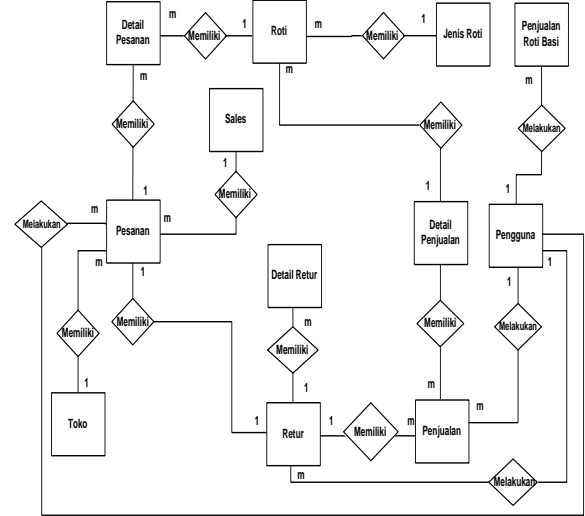 Detail
Pesanan
m
Memiliki
1
Roti
m
Memiliki
1
Jenis Roti
Penjualan
Roti Basi
m
m
m
Memiliki
Sales
1
Memiliki
Memiliki
Melakukan
1
1
1
Melakukan
m
Pesanan
m
m
1
Detail
Penjualan
Pengguna
1
1
Detail Retur
m
Memiliki
Memiliki
Memiliki
Memiliki
Melakukan
1
1
m
m
Toko
1
Retur
1
Memiliki
m
Penjualan
m
Melakukan